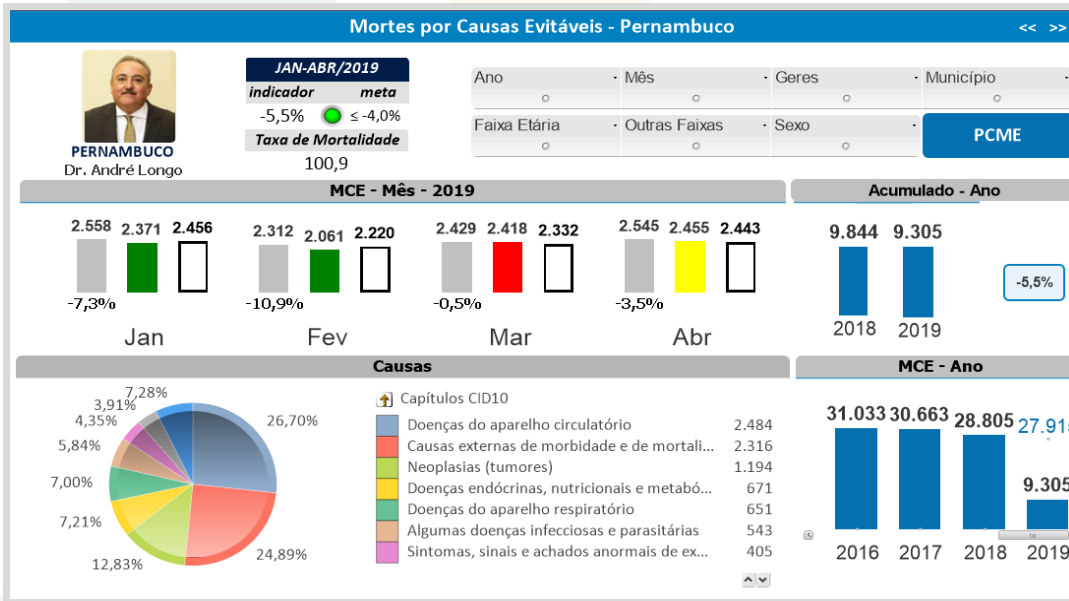 Mortes por Causas Evitáveis - Pernambuco
<< >>
JAN-ABR/2019
indicador meta
-5,5% ≤ -4,0%
Taxa de Mortalidade
100,9
PERNAMBUCO
Dr. André Longo
Ano Mês Geres Município
Faixa Etária Outras Faixas Sexo PCME
MCE - Mês - 2019
2.558 2.371 2.456 2.312 2.061 2.220 2.429 2.418 2.332 2.545 2.455 2.443
-7,3% -10,9% -0,5% -3,5%
Jan Fev Mar Abr
Acumulado - Ano
9.844 9.305
-5,5%
2018 2019
Causas
7,28%
3,91%
4,35%
5,84%
7,00%
7,21%
12,83%
26,70%
24,89%
Capítulos CID10
Doenças do aparelho circulatório 2.484
Causas externas de morbidade e de mortali... 2.316
Neoplasias (tumores) 1.194
Doenças endócrinas, nutricionais e metabó... 671
Doenças do aparelho respiratório 651
Algumas doenças infecciosas e parasitárias 543
Sintomas, sinais e achados anormais de ex... 405
MCE - Ano
31.033 30.663 28.805 27.915
9.305
2016 2017 2018 2019